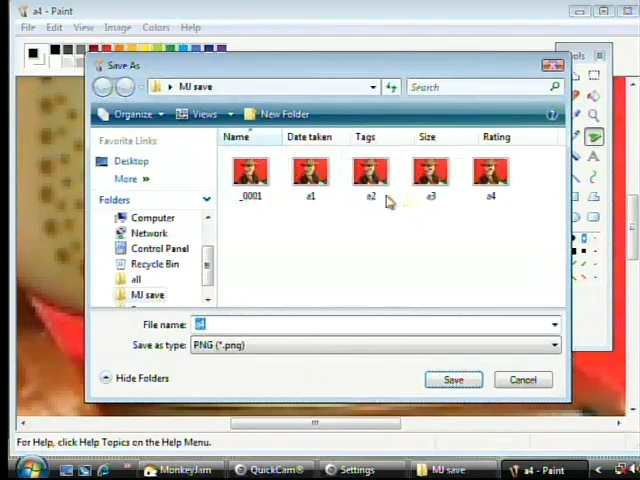 a4 - Paint
File Edit View Image Colors Help
Save As
MJ save
Search
Organize Views New Folder
Favorite Links
Desktop
More »
Folders
Computer
Network
Control Panel
Recycle Bin
all
MJ save
Name Date taken Tags Size Rating
_0001 a1 a2 a3 a4
File name: a4
Save as type: PNG (*.png)
Hide Folders
Save Cancel
For Help, click Help Topics on the Help Menu.
MonkeyJam QuickCam® Settings MJ save a4 - Paint